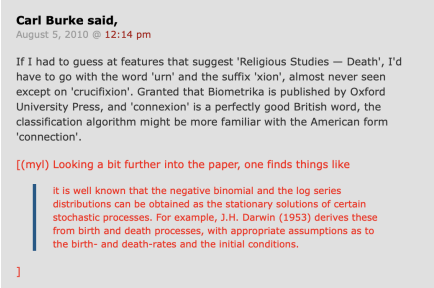 Carl Burke said,
August 5, 2010 @ 12:14 pm
If I had to guess at features that suggest 'Religious Studies — Death', I'd
have to go with the word 'urn' and the suffix 'xion', almost never seen
except on 'crucifixion'. Granted that Biometrika is published by Oxford
University Press, and 'connexion' is a perfectly good British word, the
classification algorithm might be more familiar with the American form
'connection'.
[(myl) Looking a bit further into the paper, one finds things like
it is well known that the negative binomial and the log series
distributions can be obtained as the stationary solutions of certain
stochastic processes. For example, J.H. Darwin (1953) derives these
from birth and death processes, with appropriate assumptions as to
the birth- and death-rates and the initial conditions.
]